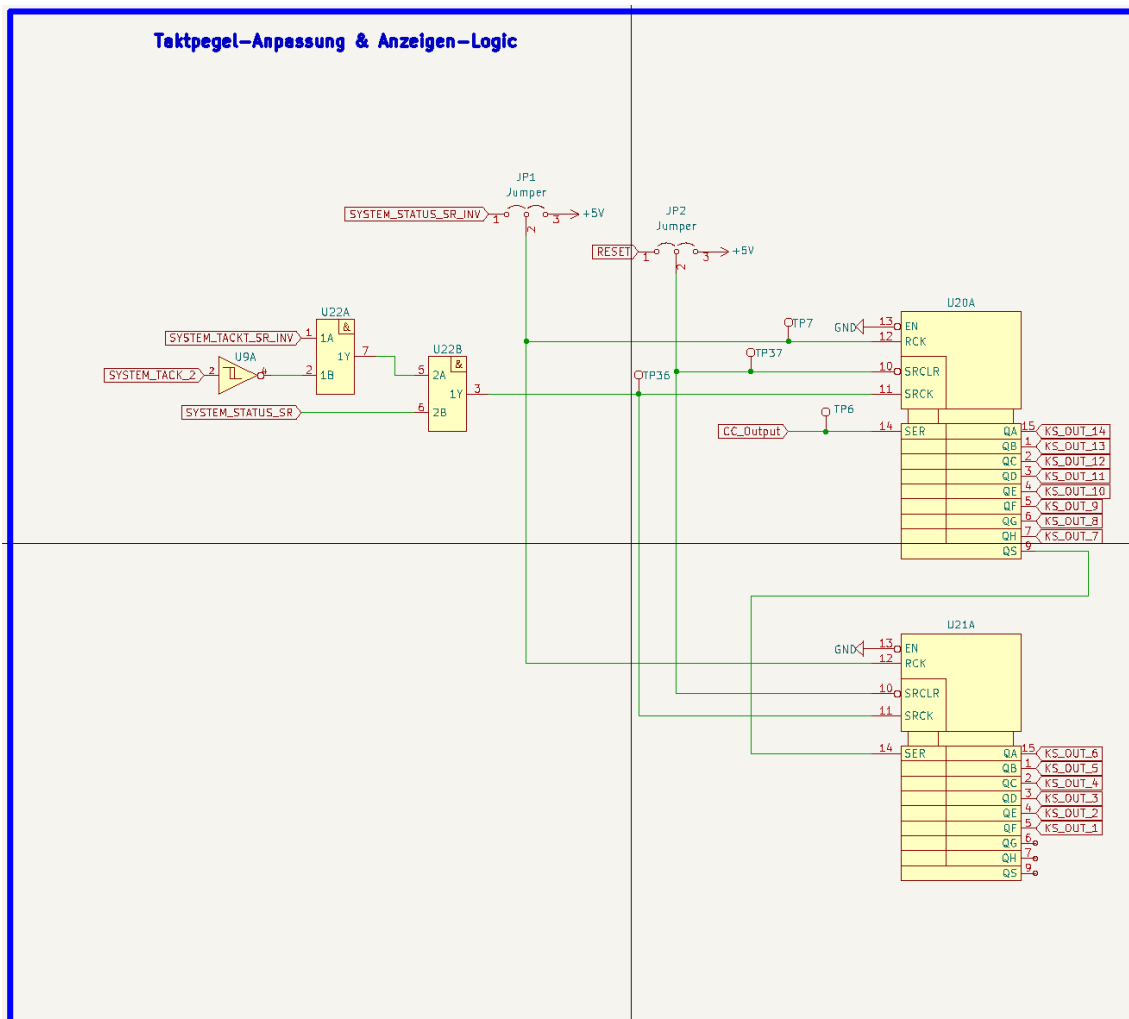 Taktpegel-Anpassung & Anzeigen-Logic
JP1
Jumper
SYSTEM_STATUS_SR_INV
1
2
3
+5V
JP2
Jumper
RESET
1
2
3
+5V
U22A
&
SYSTEM_TACKT_SR_INV
1
1A
1Y
7
U9A
SYSTEM_TACK_2
2
4
2
1B
U22B
&
5
2A
1Y
3
SYSTEM_STATUS_SR
6
2B
TP7
TP37
TP36
TP6
CC_Output
U20A
GND
13
EN
12
RCK
10
SRCLR
11
SRCK
14
SER
QA
15
KS_OUT_14
QB
1
KS_OUT_13
QC
2
KS_OUT_12
QD
3
KS_OUT_11
QE
4
KS_OUT_10
QF
5
KS_OUT_9
QG
6
KS_OUT_8
QH
7
KS_OUT_7
QS
9
U21A
GND
13
EN
12
RCK
10
SRCLR
11
SRCK
14
SER
QA
15
KS_OUT_6
QB
1
KS_OUT_5
QC
2
KS_OUT_4
QD
3
KS_OUT_3
QE
4
KS_OUT_2
QF
5
KS_OUT_1
QG
6
QH
7
QS
9